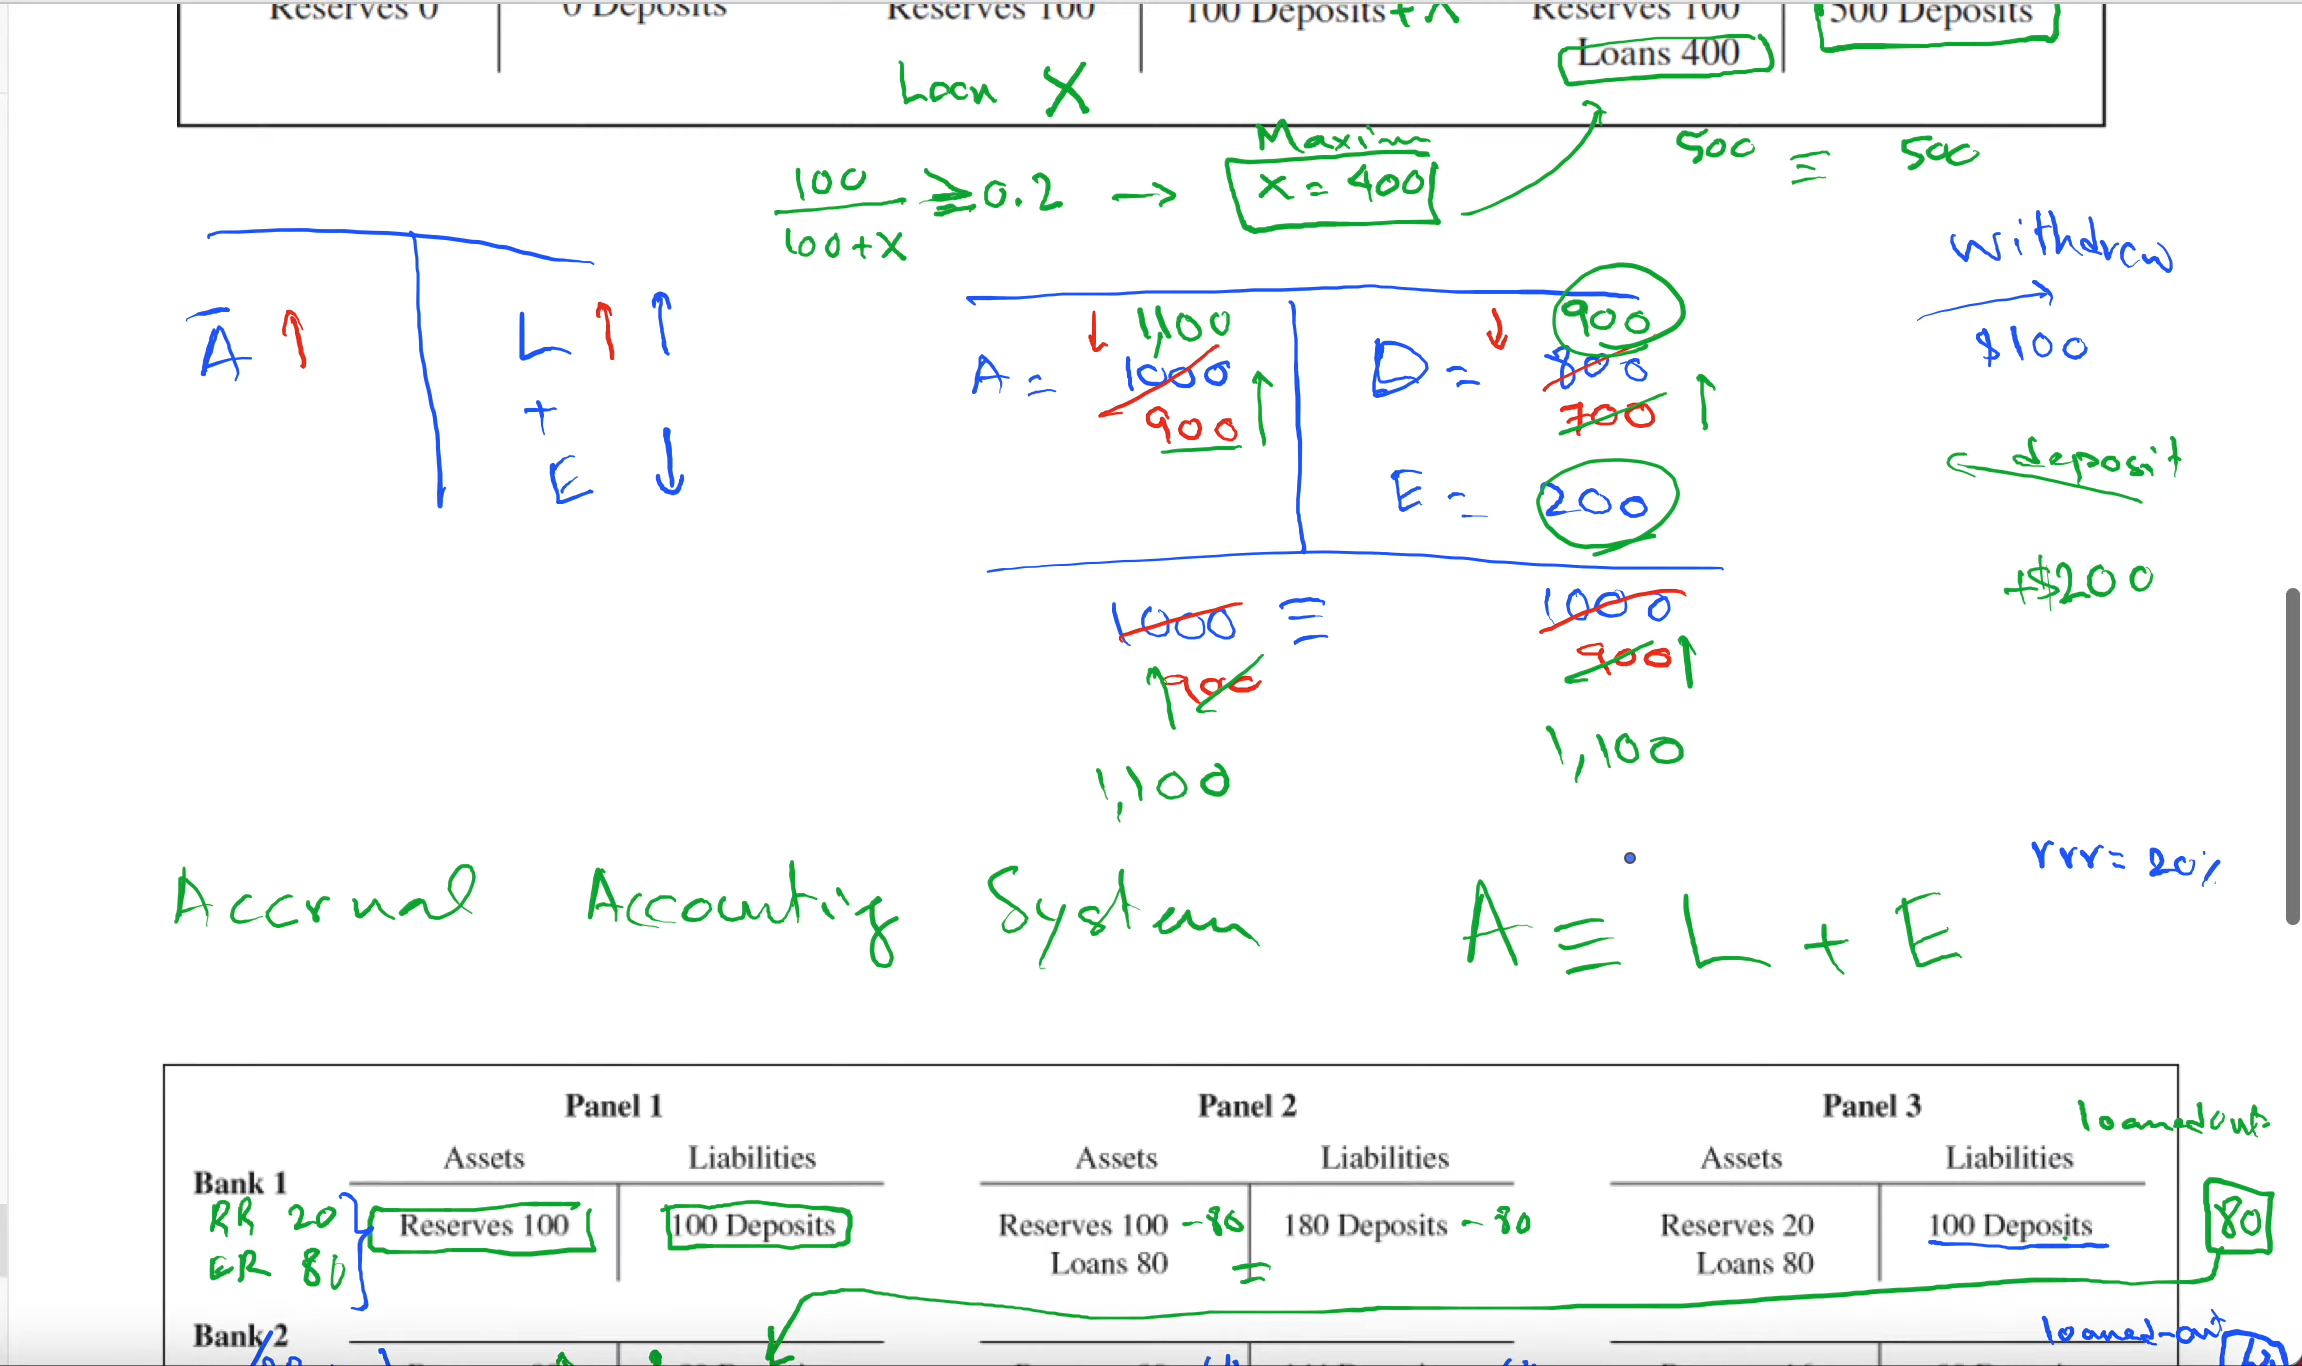 Reserves 0 0 Deposits Reserves 100 100 Deposits + X Reserves 100 500 Deposits
Loans 400
Loan X
Maximum
500 ≡ 500
100 / 100 + X ≥ 0.2 → X = 400
withdraw
$100
A ↑ L ↑ ↑
+
E ↓
↓ 1,100
A = 1000 ↑
900
900
D = ↓ 800
700 ↑
E = 200
deposit
+$200
1000 ≡ 1000
900 900 ↑
1,100 1,100
rrr = 20%
Accrual Accounting System A ≡ L + E
Panel 1 Panel 2 Panel 3
loanedout
Assets Liabilities Assets Liabilities Assets Liabilities
Bank 1
RR 20 Reserves 100 100 Deposits Reserves 100 -80 180 Deposits - 80 Reserves 20 100 Deposits 80
ER 80 Loans 80 Loans 80
Bank 2
loaned-out